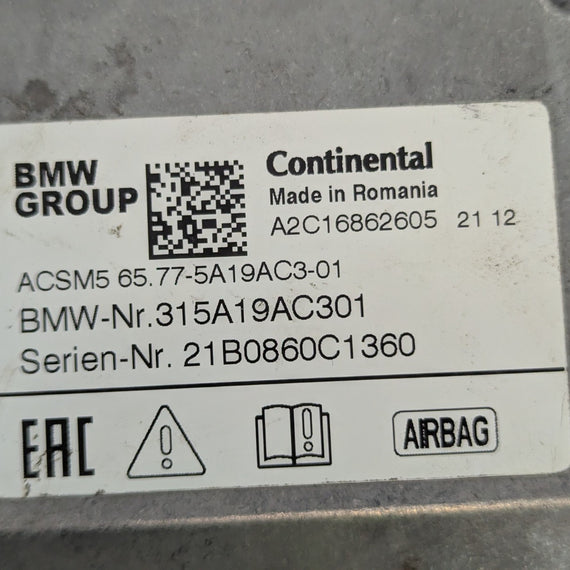 BMW
GROUP
Continental
Made in Romania
A2C16862605 21 12
ACSM5 65.77-5A19AC3-01
BMW-Nr.315A19AC301
Serien-Nr. 21B0860C1360
EAC
AIRBAG